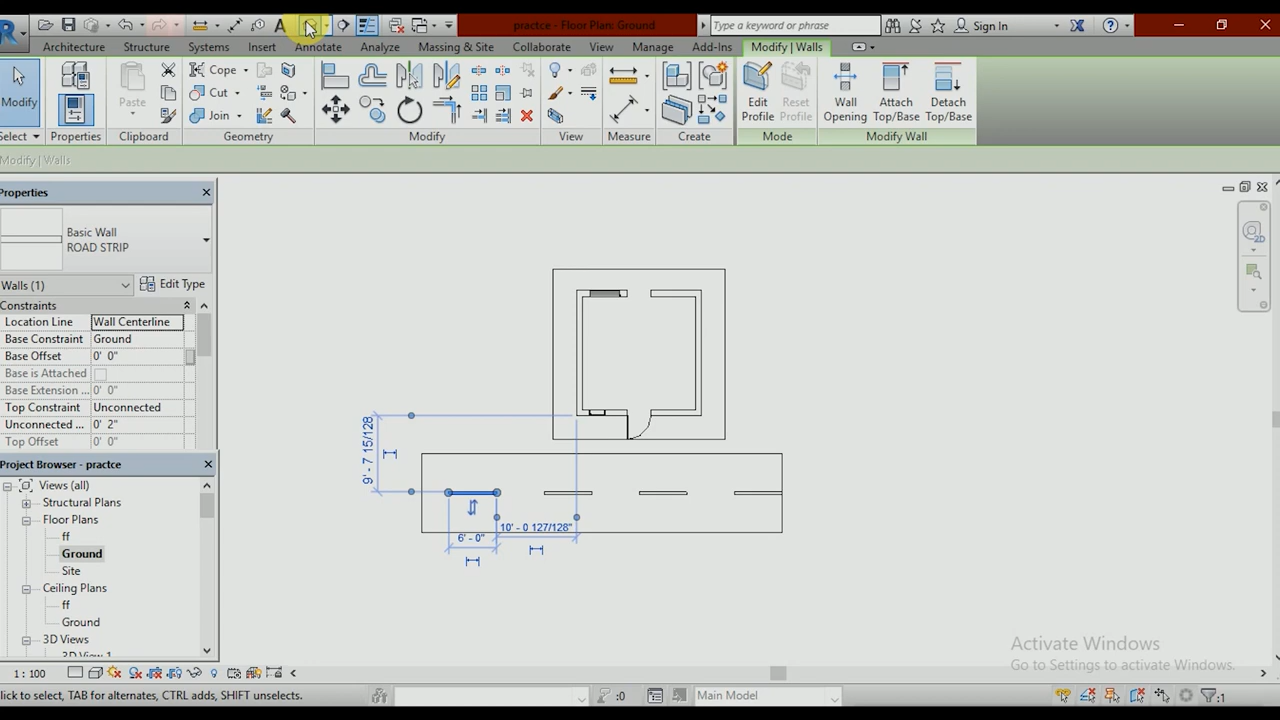 practce - Floor Plan: Ground
Type a keyword or phrase
Sign In
Architecture Structure Systems Insert Annotate Analyze Massing & Site Collaborate View Manage Add-Ins Modify | Walls
Modify
Cope
Cut
Join
Paste
Edit Profile
Reset Profile
Wall Opening
Attach Top/Base
Detach Top/Base
Select Properties Clipboard Geometry Modify View Measure Create Mode Modify Wall
Modify | Walls
Properties
Basic Wall
ROAD STRIP
Walls (1)
Edit Type
Constraints
Location Line Wall Centerline
Base Constraint Ground
Base Offset 0' 0"
Base is Attached
Base Extension ... 0' 0"
Top Constraint Unconnected
Unconnected ... 0' 2"
Top Offset 0' 0"
Project Browser - practce
Views (all)
Structural Plans
Floor Plans
ff
Ground
Site
Ceiling Plans
ff
Ground
3D Views
3D View 1
9' - 7 15/128
6' - 0"
10' - 0 127/128"
Activate Windows
Go to Settings to activate Windows.
1 : 100
lick to select, TAB for alternates, CTRL adds, SHIFT unselects.
:0
Main Model
:1